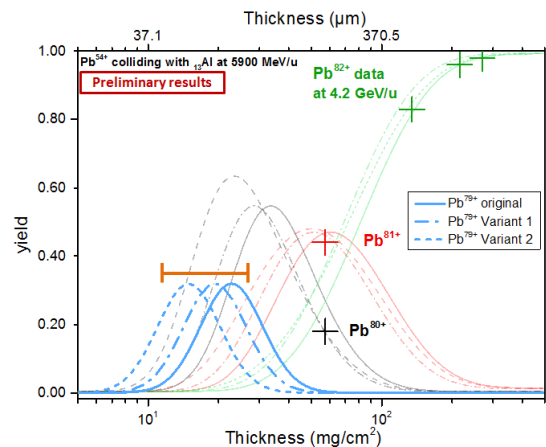 Thickness (µm)
37.1 370.5
Pb⁵⁴⁺ colliding with ₁₃Al at 5900 MeV/u
Preliminary results
Pb⁸²⁺ data
at 4.2 GeV/u
Pb⁷⁹⁺ original
Pb⁷⁹⁺ Variant 1
Pb⁷⁹⁺ Variant 2
Pb⁸¹⁺
Pb⁸⁰⁺
yield
1.00
0.80
0.60
0.40
0.20
0.00
10¹ 10²
Thickness (mg/cm²)